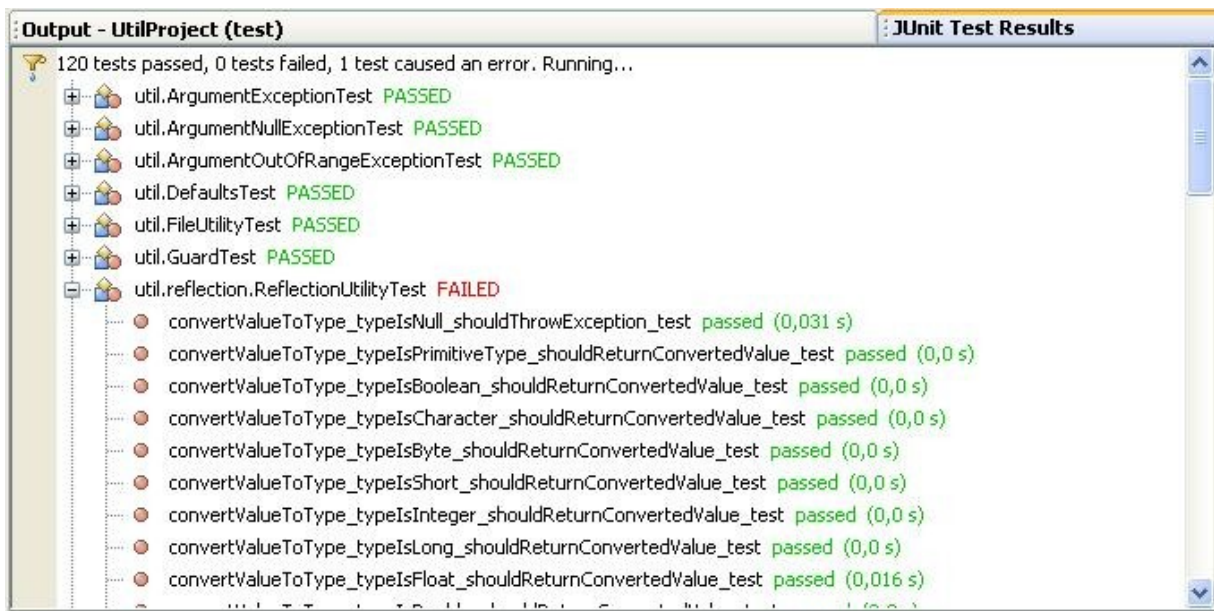 Output - UtilProject (test)
JUnit Test Results
120 tests passed, 0 tests failed, 1 test caused an error. Running...
util.ArgumentExceptionTest PASSED
util.ArgumentNullExceptionTest PASSED
util.ArgumentOutOfRangeExceptionTest PASSED
util.DefaultsTest PASSED
util.FileUtilityTest PASSED
util.GuardTest PASSED
util.reflection.ReflectionUtilityTest FAILED
convertValueToType_typeIsNull_shouldThrowException_test passed (0,031 s)
convertValueToType_typeIsPrimitiveType_shouldReturnConvertedValue_test passed (0,0 s)
convertValueToType_typeIsBoolean_shouldReturnConvertedValue_test passed (0,0 s)
convertValueToType_typeIsCharacter_shouldReturnConvertedValue_test passed (0,0 s)
convertValueToType_typeIsByte_shouldReturnConvertedValue_test passed (0,0 s)
convertValueToType_typeIsShort_shouldReturnConvertedValue_test passed (0,0 s)
convertValueToType_typeIsInteger_shouldReturnConvertedValue_test passed (0,0 s)
convertValueToType_typeIsLong_shouldReturnConvertedValue_test passed (0,0 s)
convertValueToType_typeIsFloat_shouldReturnConvertedValue_test passed (0,016 s)